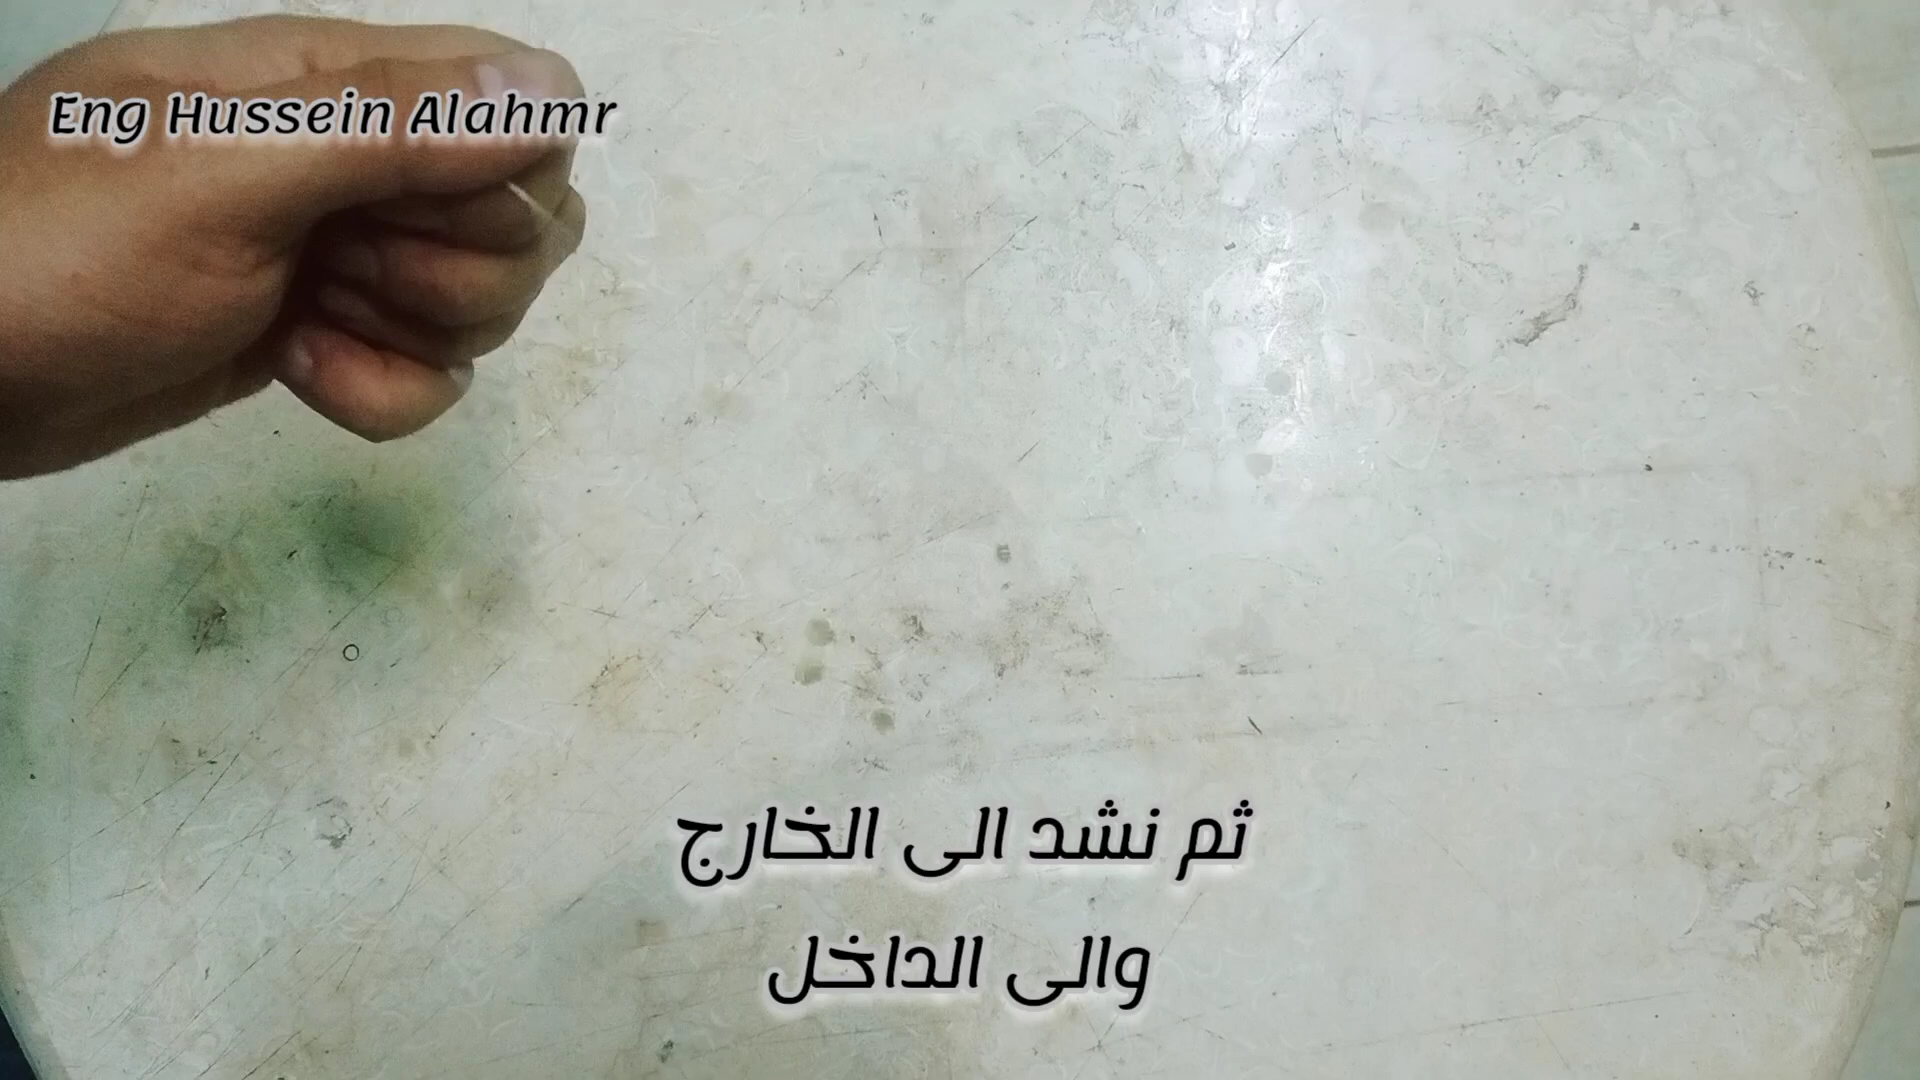 Eng Hussein Alahmr
ثم نشد الى الخارج
والى الداخل